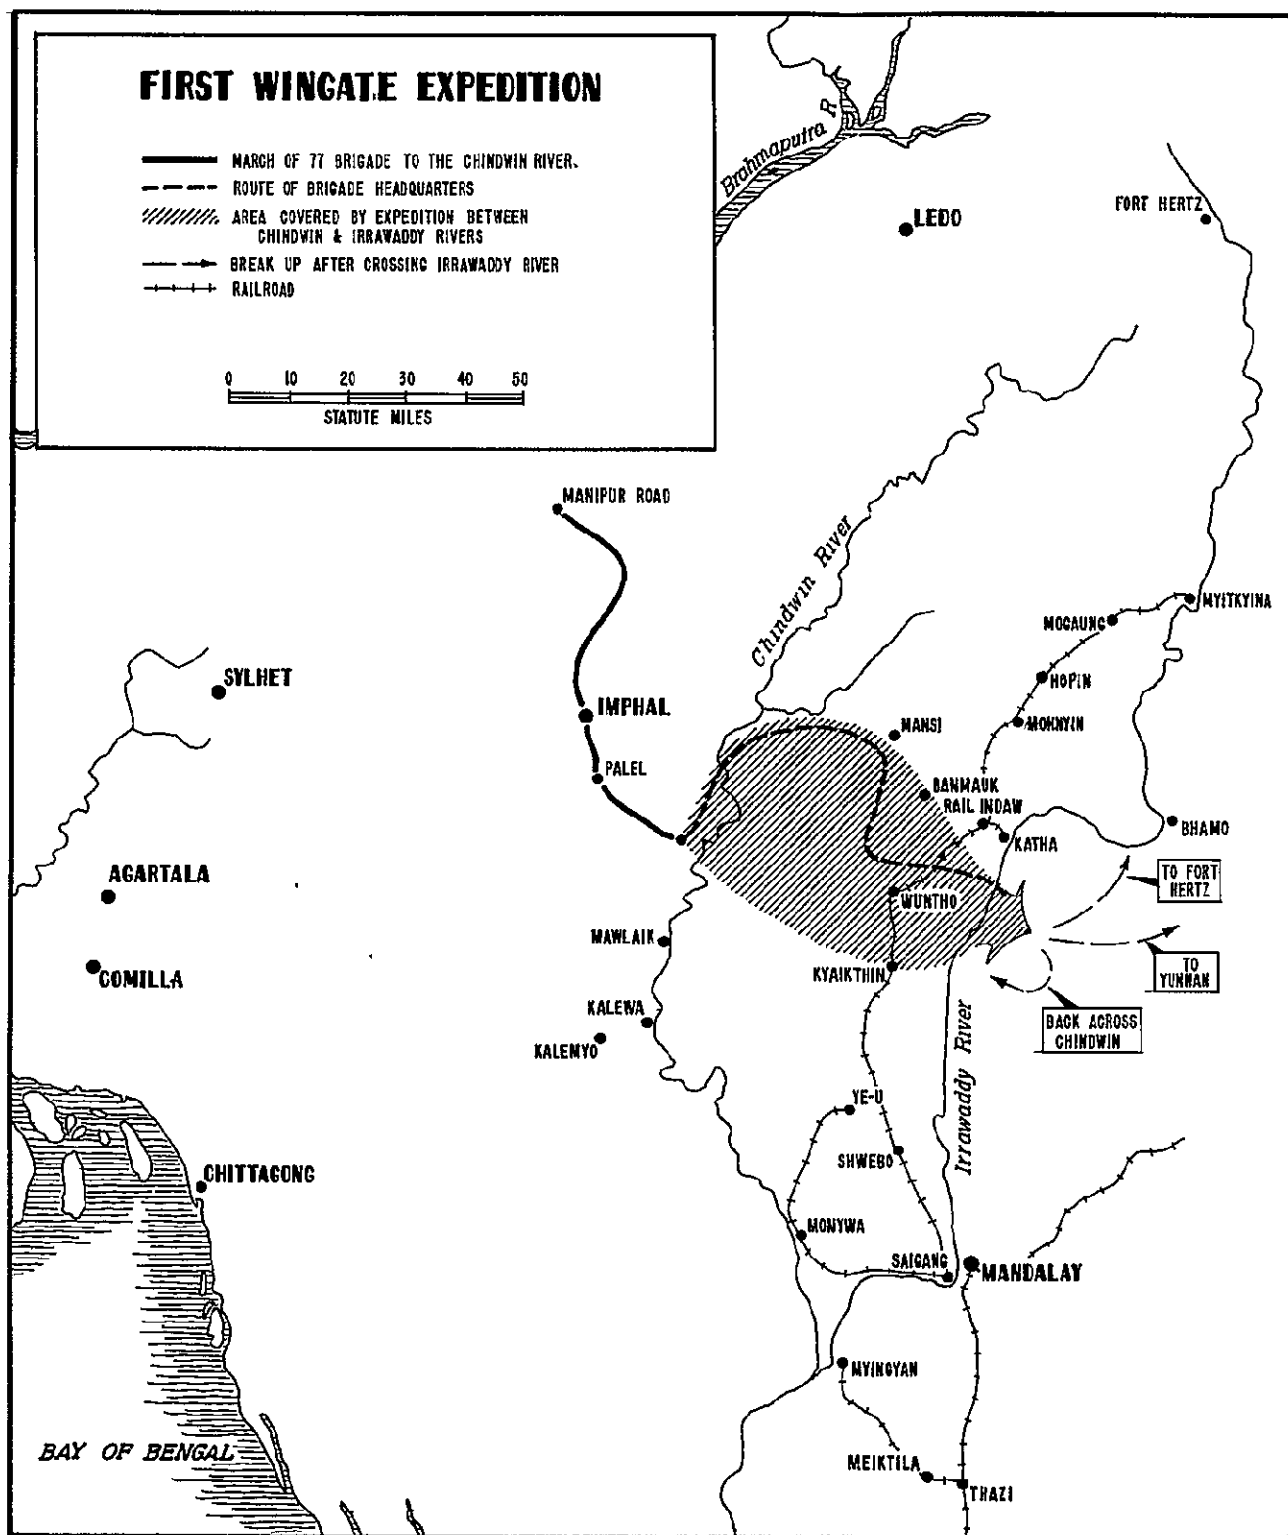 FIRST WINGATE EXPEDITION
MARCH OF 77 BRIGADE TO THE CHINDWIN RIVER.
ROUTE OF BRIGADE HEADQUARTERS
AREA COVERED BY EXPEDITION BETWEEN
CHINDWIN & IRRAWADDY RIVERS
BREAK UP AFTER CROSSING IRRAWADDY RIVER
RAILROAD
0 10 20 30 40 50
STATUTE MILES
Brahmaputra R
LEDO
FORT HERTZ
MANIPUR ROAD
Chindwin River
MYITKYINA
MOGAUNG
HOPIN
MOHNYIN
SYLHET
IMPHAL
PALEL
MANSI
BANMAUK
RAIL INDAW
KATHA
BHAMO
AGARTALA
TO FORT
HERTZ
WUNTHO
MAWLAIK
COMILLA
KYAIKTHIN
TO
YUNNAN
KALEWA
KALEMYO
BACK ACROSS
CHINDWIN
Irrawaddy River
YE-U
SHWEBO
CHITTAGONG
MONYWA
SAIGANG
MANDALAY
MYINGYAN
BAY OF BENGAL
MEIKTILA
THAZI